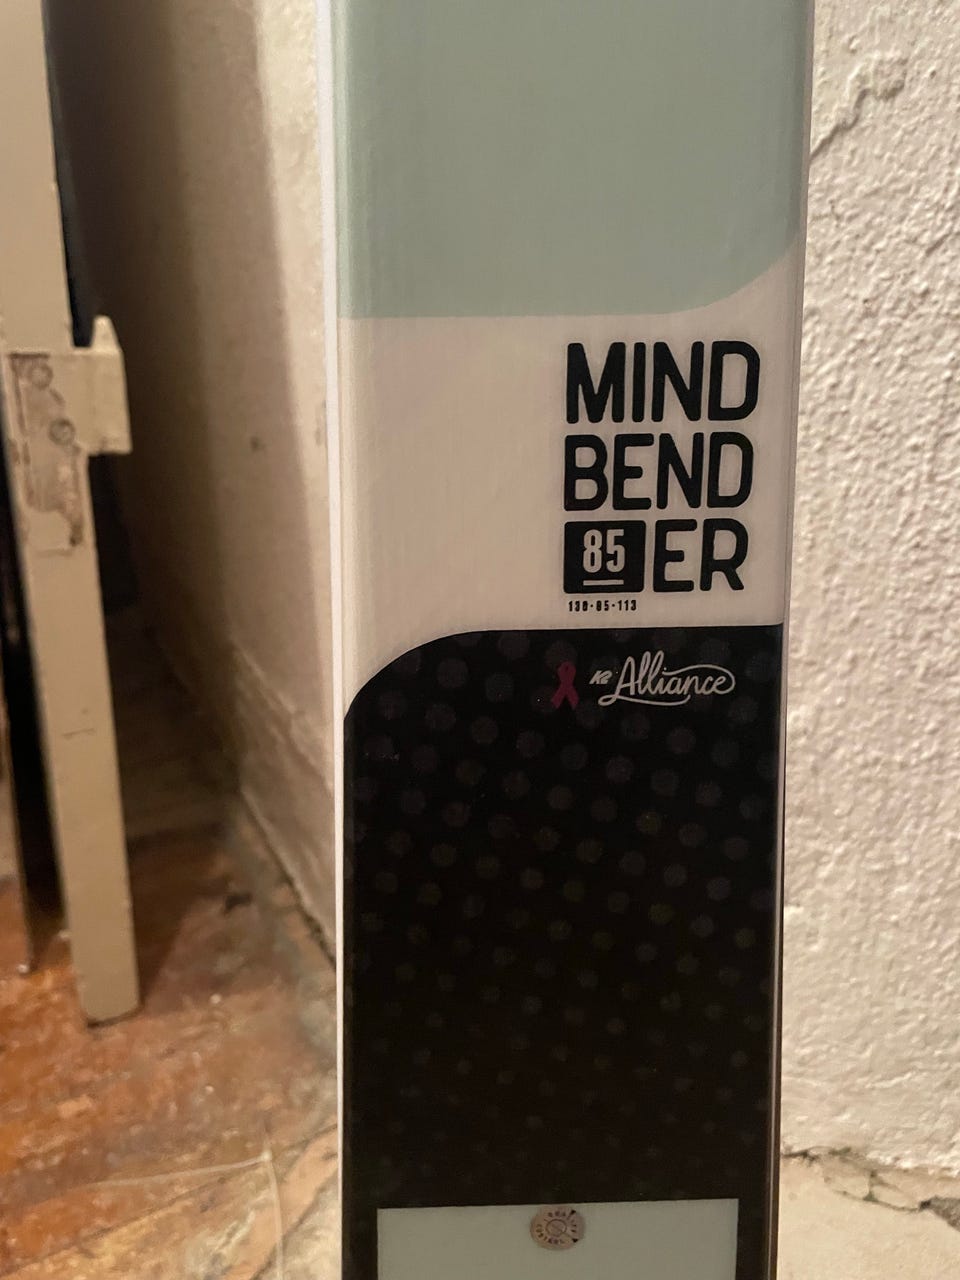 MIND
BEND
85 ER
130-85-113
K2 Alliance